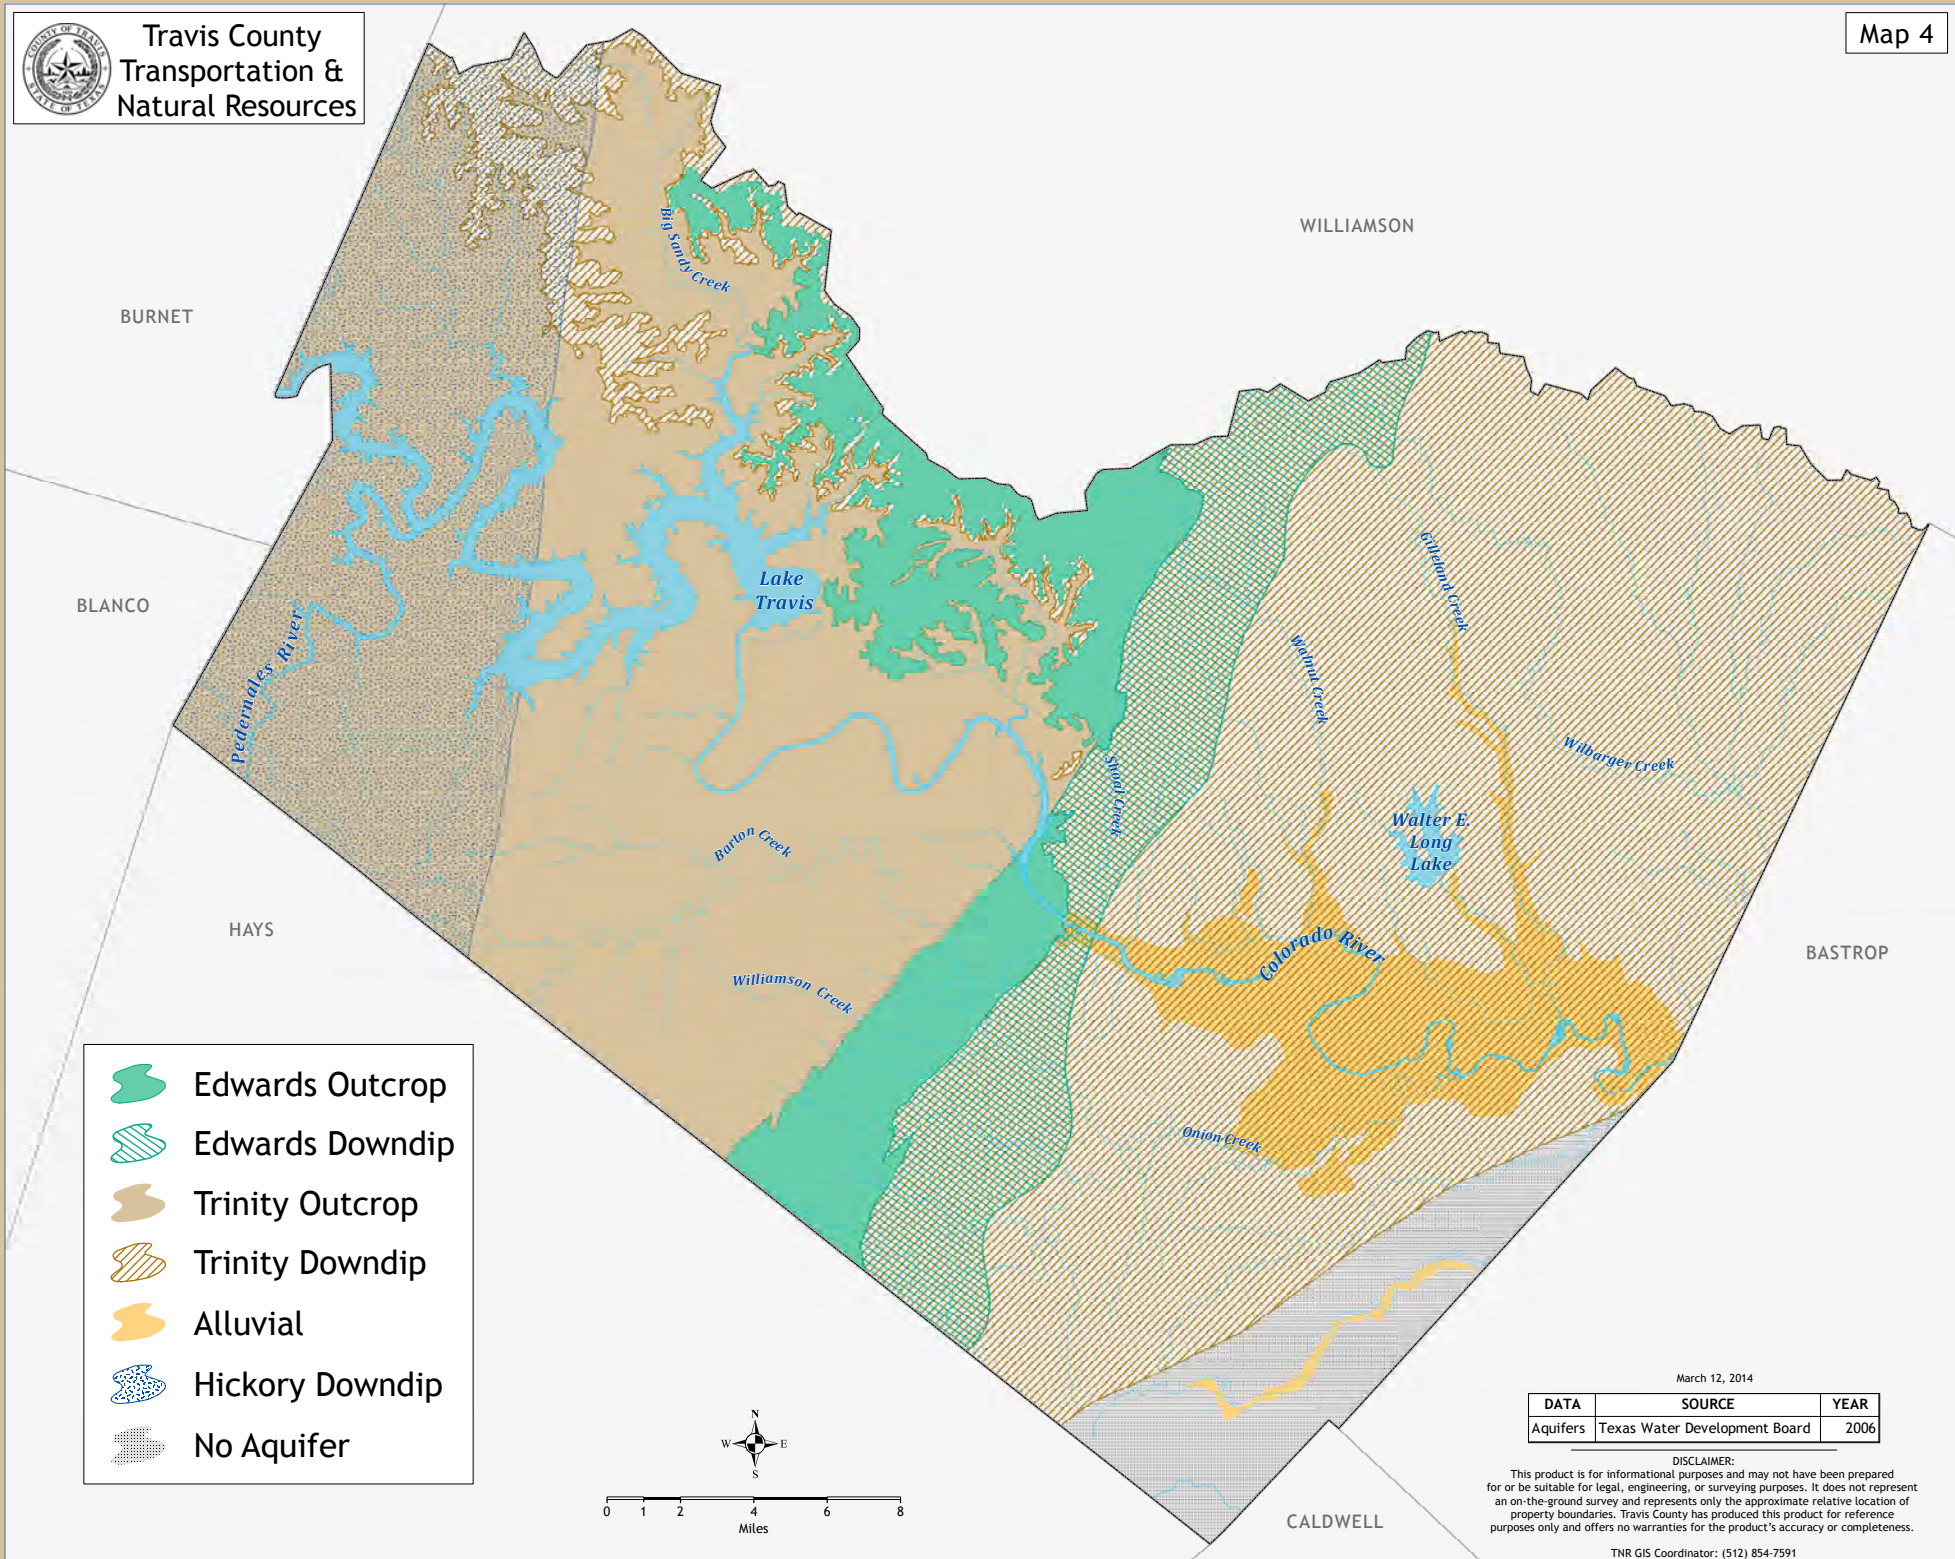 COUNTY OF TRAVIS
STATE OF TEXAS
Travis County
Transportation &
Natural Resources
Map 4
WILLIAMSON
BURNET
BLANCO
HAYS
BASTROP
CALDWELL
Big Sandy Creek
Lake
Travis
Pedernales River
Gilleland Creek
Walnut Creek
Wilbarger Creek
Shoal Creek
Walter E.
Long
Lake
Barton Creek
Williamson Creek
Colorado River
Onion Creek
Edwards Outcrop
Edwards Downdip
Trinity Outcrop
Trinity Downdip
Alluvial
Hickory Downdip
No Aquifer
N
W E
S
0 1 2 4 6 8
Miles
March 12, 2014
DATA SOURCE YEAR
Aquifers Texas Water Development Board 2006
DISCLAIMER:
This product is for informational purposes and may not have been prepared
for or be suitable for legal, engineering, or surveying purposes. It does not represent
an on-the-ground survey and represents only the approximate relative location of
property boundaries. Travis County has produced this product for reference
purposes only and offers no warranties for the product's accuracy or completeness.
TNR GIS Coordinator: (512) 854-7591